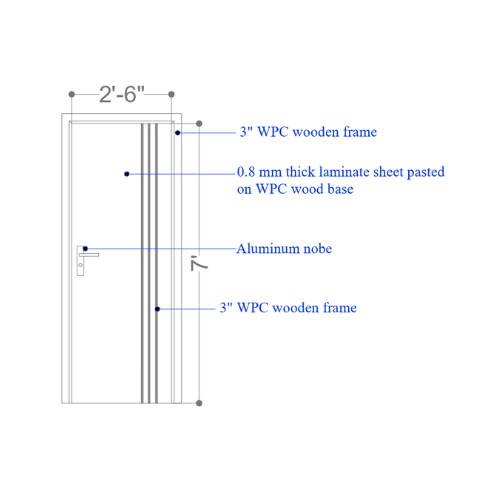 2'-6"
3" WPC wooden frame
0.8 mm thick laminate sheet pasted
on WPC wood base
Aluminum nobe
7'
3" WPC wooden frame